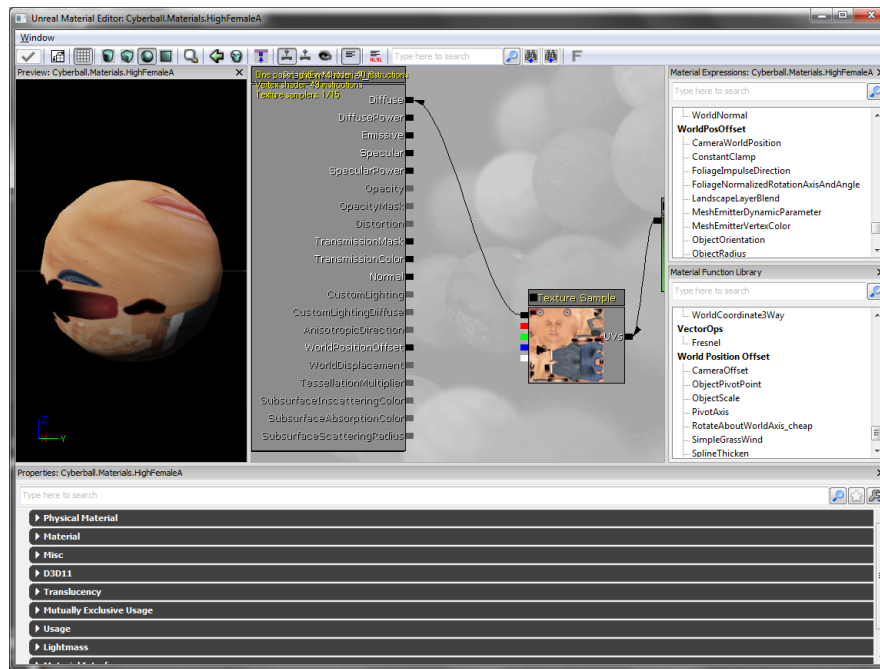 Unreal Material Editor: Cyberball.Materials.HighFemaleA
Window
HLSL
Type here to search
F
Preview: Cyberball.Materials.HighFemaleA
X
Z
X Y
Vertex shader: 49 instructions
Texture samplers: 1/16
Diffuse
DiffusePower
Emissive
Specular
SpecularPower
Opacity
OpacityMask
Distortion
TransmissionMask
TransmissionColor
Normal
CustomLighting
CustomLightingDiffuse
AnisotropicDirection
WorldPositionOffset
WorldDisplacement
TessellationMultiplier
SubsurfaceInscatteringColor
SubsurfaceAbsorptionColor
SubsurfaceScatteringRadius
Texture Sample
UVs
Material Expressions: Cyberball.Materials.HighFemaleA
Type here to search
WorldNormal
WorldPosOffset
CameraWorldPosition
ConstantClamp
FoliageImpulseDirection
FoliageNormalizedRotationAxisAndAngle
LandscapeLayerBlend
MeshEmitterDynamicParameter
MeshEmitterVertexColor
ObjectOrientation
ObjectRadius
Material Function Library
Type here to search
WorldCoordinate3Way
VectorOps
Fresnel
World Position Offset
CameraOffset
ObjectPivotPoint
ObjectScale
PivotAxis
RotateAboutWorldAxis_cheap
SimpleGrassWind
SplineThicken
Properties: Cyberball.Materials.HighFemaleA
Type here to search
Physical Material
Material
Misc
D3D11
Translucency
Mutually Exclusive Usage
Usage
Lightmass